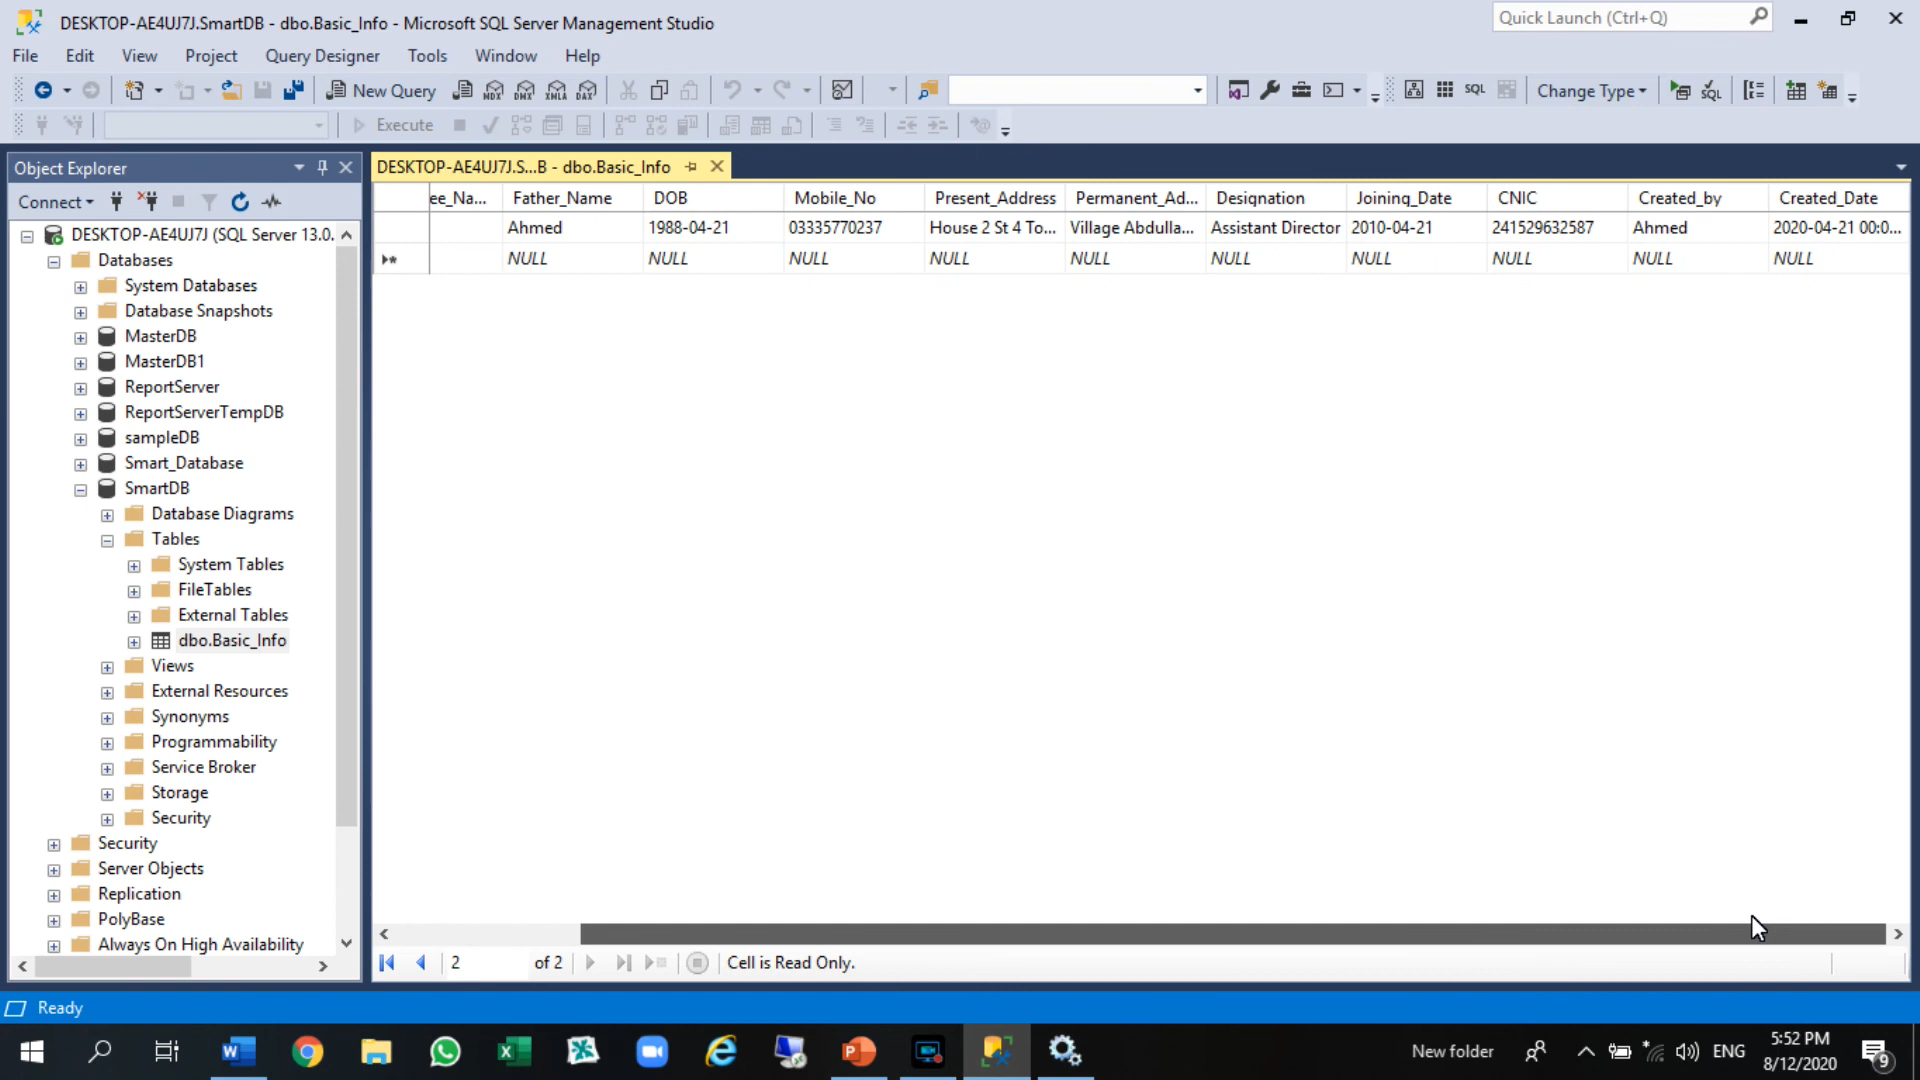 DESKTOP-AE4UJ7J.SmartDB - dbo.Basic_Info - Microsoft SQL Server Management Studio
Quick Launch (Ctrl+Q)
File Edit View Project Query Designer Tools Window Help
New Query MDX DMX XMLA DAX SQL Change Type SQL
Execute
Object Explorer
DESKTOP-AE4UJ7J.S...B - dbo.Basic_Info
Connect
ee_Na... Father_Name DOB Mobile_No Present_Address Permanent_Ad... Designation Joining_Date CNIC Created_by Created_Date
Ahmed 1988-04-21 03335770237 House 2 St 4 To... Village Abdulla... Assistant Director 2010-04-21 241529632587 Ahmed 2020-04-21 00:0...
NULL NULL NULL NULL NULL NULL NULL NULL NULL NULL
DESKTOP-AE4UJ7J (SQL Server 13.0.
Databases
System Databases
Database Snapshots
MasterDB
MasterDB1
ReportServer
ReportServerTempDB
sampleDB
Smart_Database
SmartDB
Database Diagrams
Tables
System Tables
FileTables
External Tables
dbo.Basic_Info
Views
External Resources
Synonyms
Programmability
Service Broker
Storage
Security
Security
Server Objects
Replication
PolyBase
Always On High Availability
2 of 2 Cell is Read Only.
Ready
New folder ENG 5:52 PM
8/12/2020 9